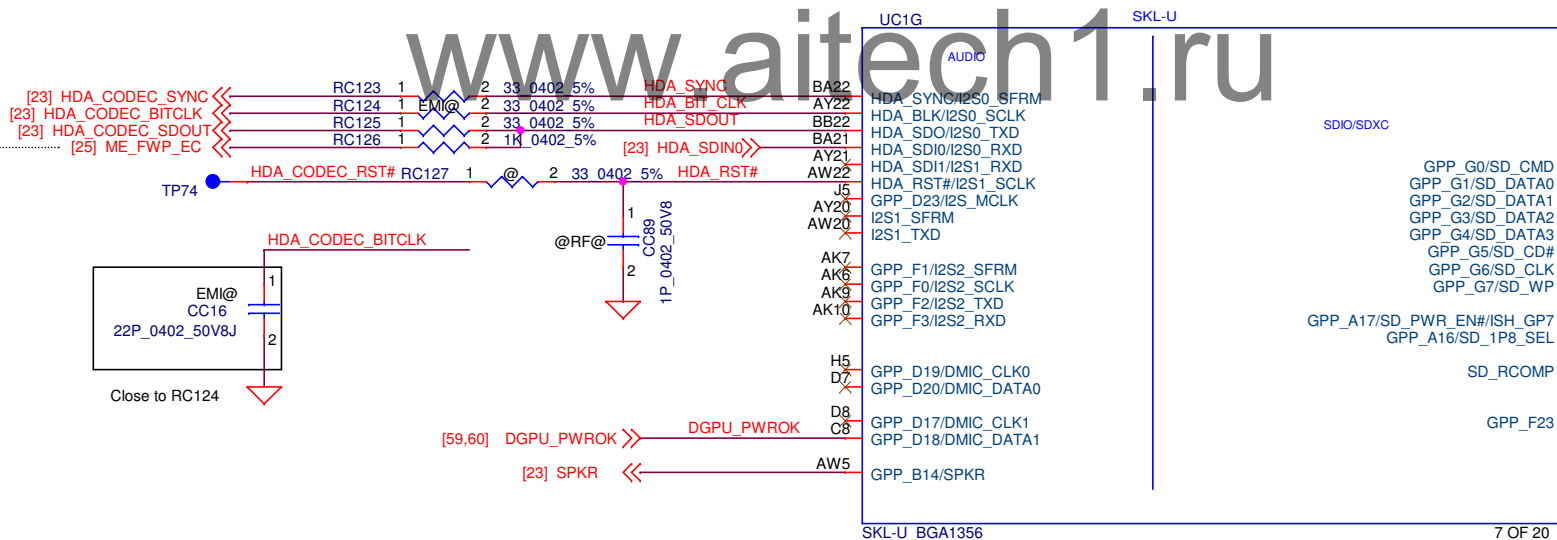 www.aitech1.ru
UC1G
SKL-U
AUDIO
SDIO/SDXC
[23] HDA_CODEC_SYNC RC123 1 2 33_0402_5% HDA_SYNC BA22 HDA_SYNC/I2S0_SFRM
[23] HDA_CODEC_BITCLK RC124 1 EMI@ 2 33_0402_5% HDA_BIT_CLK AY22 HDA_BLK/I2S0_SCLK
[23] HDA_CODEC_SDOUT RC125 1 2 33_0402_5% HDA_SDOUT BB22 HDA_SDO/I2S0_TXD
[25] ME_FWP_EC RC126 1 2 1K_0402_5% [23] HDA_SDIN0 BA21 HDA_SDI0/I2S0_RXD
AY21 HDA_SDI1/I2S1_RXD
TP74 HDA_CODEC_RST# RC127 1 @ 2 33_0402_5% HDA_RST# AW22 HDA_RST#/I2S1_SCLK
J5 GPP_D23/I2S_MCLK
AY20 I2S1_SFRM
AW20 I2S1_TXD
1
@RF@ CC89
1P_0402_50V8
2
HDA_CODEC_BITCLK
1
EMI@
CC16
22P_0402_50V8J
2
Close to RC124
AK7 GPP_F1/I2S2_SFRM
AK6 GPP_F0/I2S2_SCLK
AK9 GPP_F2/I2S2_TXD
AK10 GPP_F3/I2S2_RXD
H5 GPP_D19/DMIC_CLK0
D7 GPP_D20/DMIC_DATA0
D8 GPP_D17/DMIC_CLK1
[59,60] DGPU_PWROK DGPU_PWROK C8 GPP_D18/DMIC_DATA1
[23] SPKR AW5 GPP_B14/SPKR
GPP_G0/SD_CMD
GPP_G1/SD_DATA0
GPP_G2/SD_DATA1
GPP_G3/SD_DATA2
GPP_G4/SD_DATA3
GPP_G5/SD_CD#
GPP_G6/SD_CLK
GPP_G7/SD_WP
GPP_A17/SD_PWR_EN#/ISH_GP7
GPP_A16/SD_1P8_SEL
SD_RCOMP
GPP_F23
SKL-U_BGA1356
7 OF 20